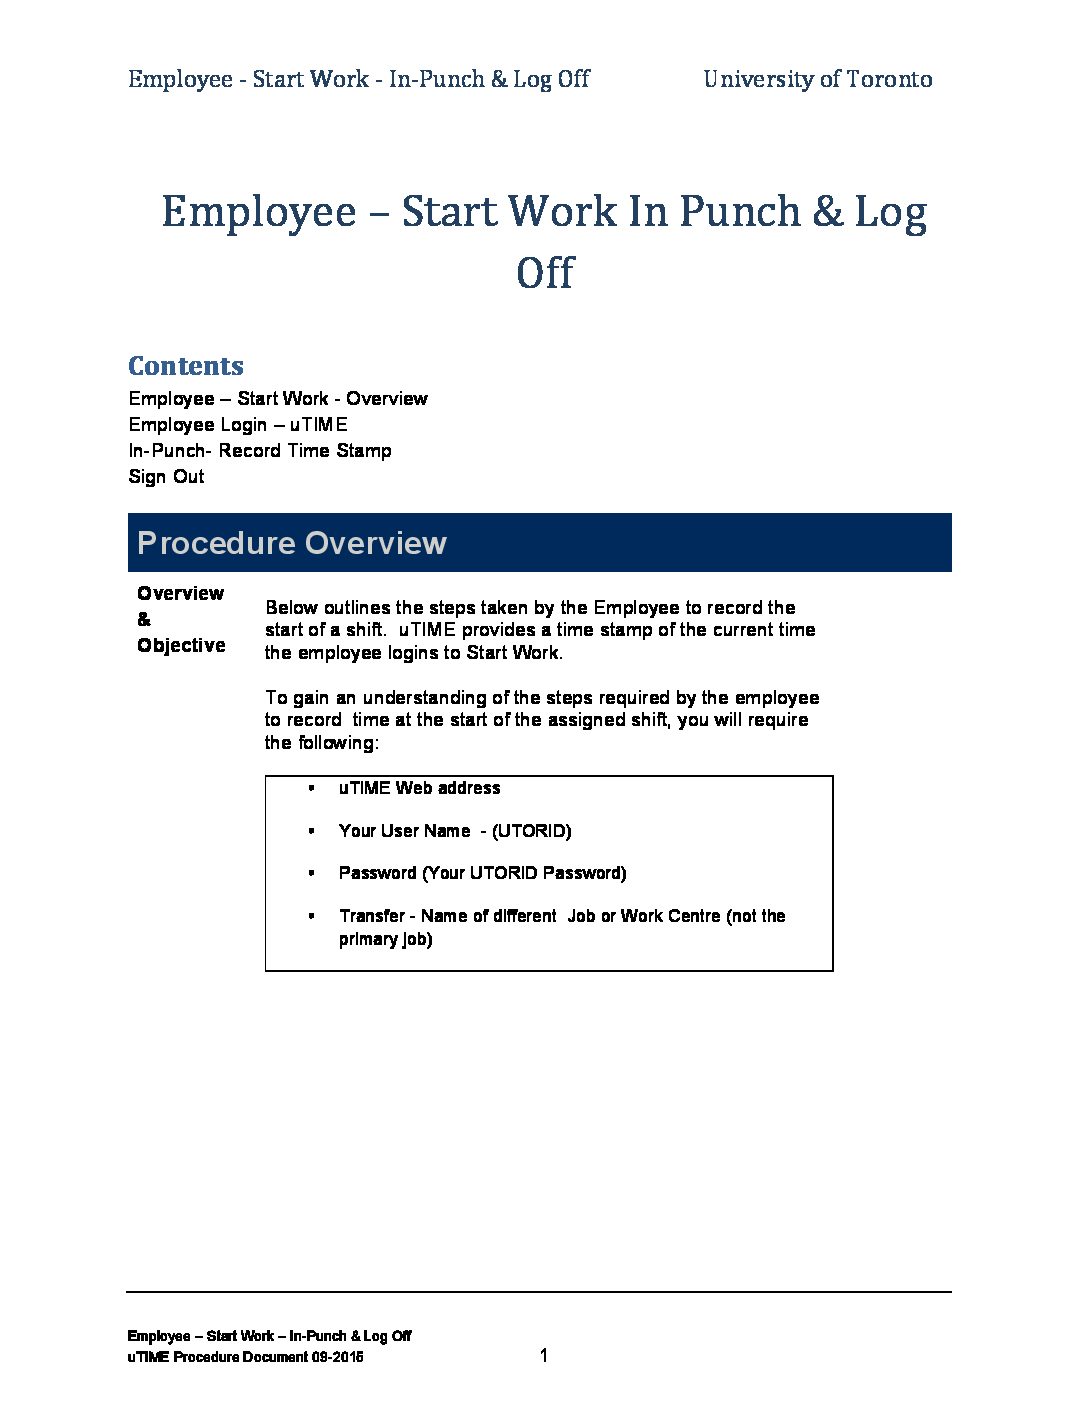 Employee - Start Work - In-Punch & Log Off University of Toronto
Employee – Start Work In Punch & Log
Off
Contents
Employee – Start Work - Overview
Employee Login – uTIME
In-Punch- Record Time Stamp
Sign Out
Procedure Overview
Overview
&
Objective
Below outlines the steps taken by the Employee to record the
start of a shift. uTIME provides a time stamp of the current time
the employee logins to Start Work.
To gain an understanding of the steps required by the employee
to record time at the start of the assigned shift, you will require
the following:
▪ uTIME Web address
▪ Your User Name - (UTORID)
▪ Password (Your UTORID Password)
▪ Transfer - Name of different Job or Work Centre (not the
primary job)
Employee – Start Work – In-Punch & Log Off
uTIME Procedure Document 09-2015 1